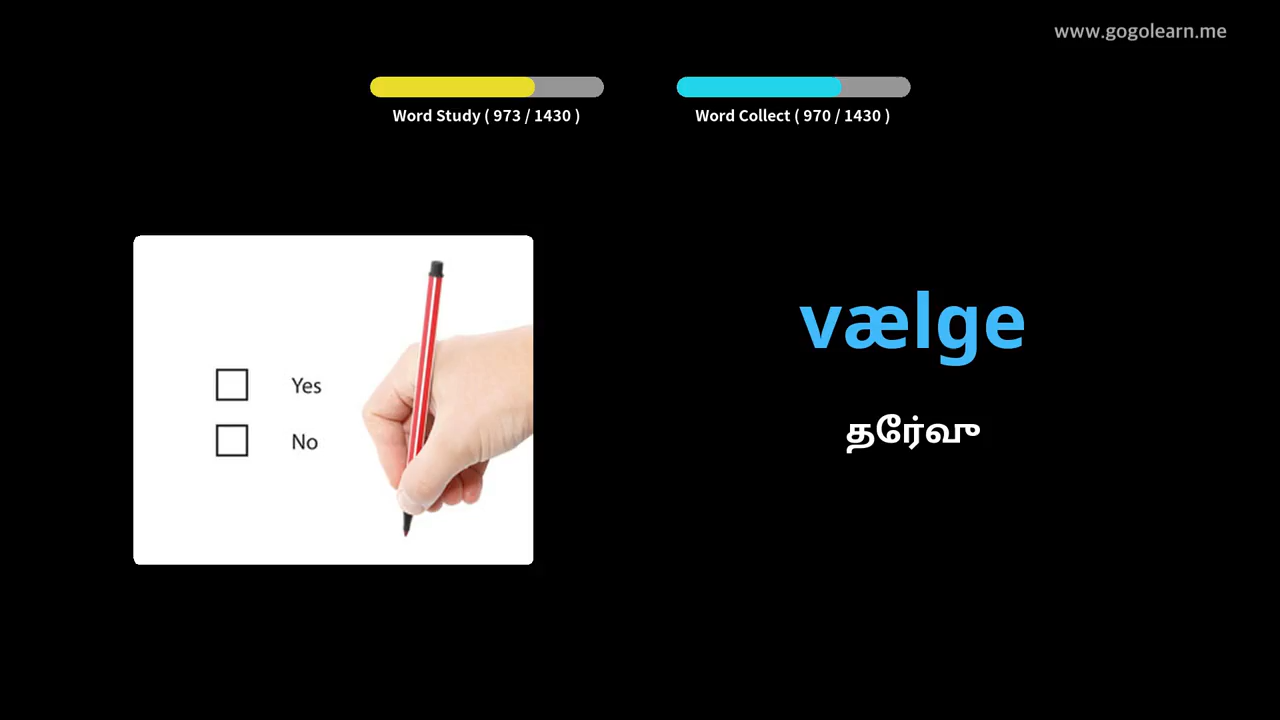 www.gogolearn.me
Word Study ( 973 / 1430 )
Word Collect ( 970 / 1430 )
Yes
No
vælge
தேர்வு